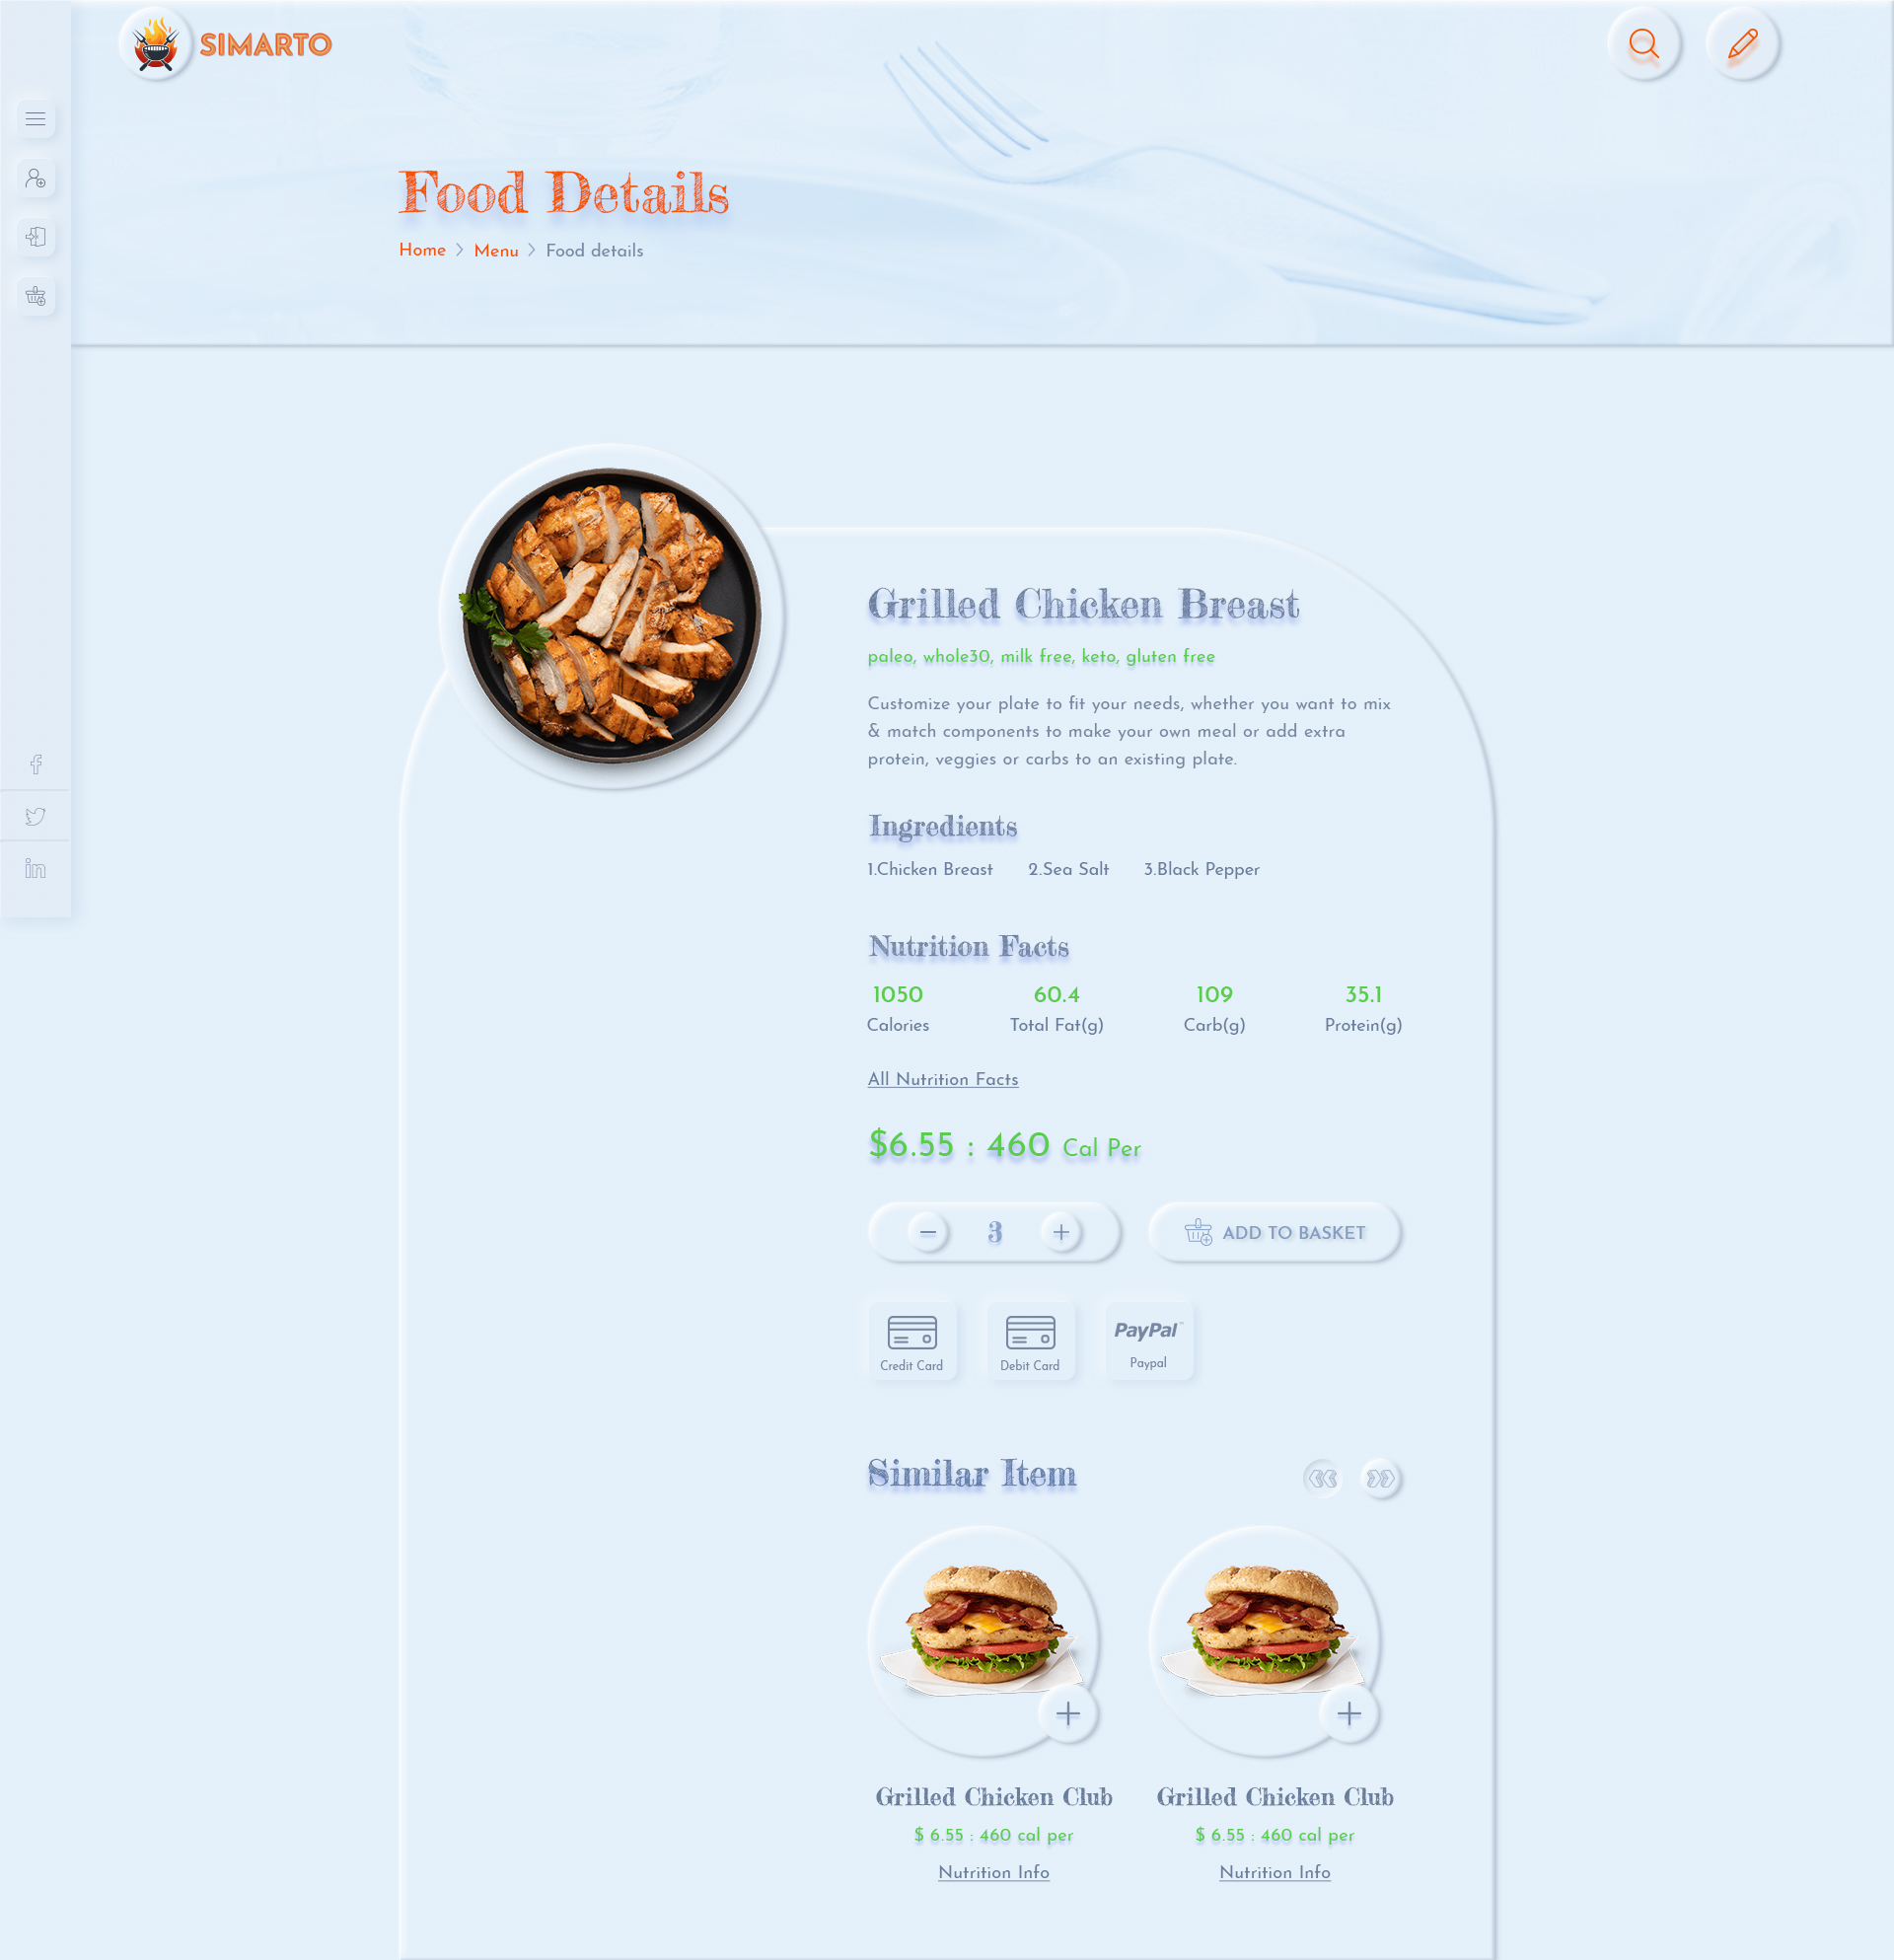 SIMARTO
Food Details
Home > Menu > Food details
Grilled Chicken Breast
paleo, whole30, milk free, keto, gluten free
Customize your plate to fit your needs, whether you want to mix
& match components to make your own meal or add extra
protein, veggies or carbs to an existing plate.
Ingredients
1.Chicken Breast 2.Sea Salt 3.Black Pepper
Nutrition Facts
1050 60.4 109 35.1
Calories Total Fat(g) Carb(g) Protein(g)
All Nutrition Facts
$6.55 : 460 Cal Per
3 ADD TO BASKET
PayPal™
Credit Card Debit Card Paypal
Similar Item
Grilled Chicken Club Grilled Chicken Club
$ 6.55 : 460 cal per $ 6.55 : 460 cal per
Nutrition Info Nutrition Info